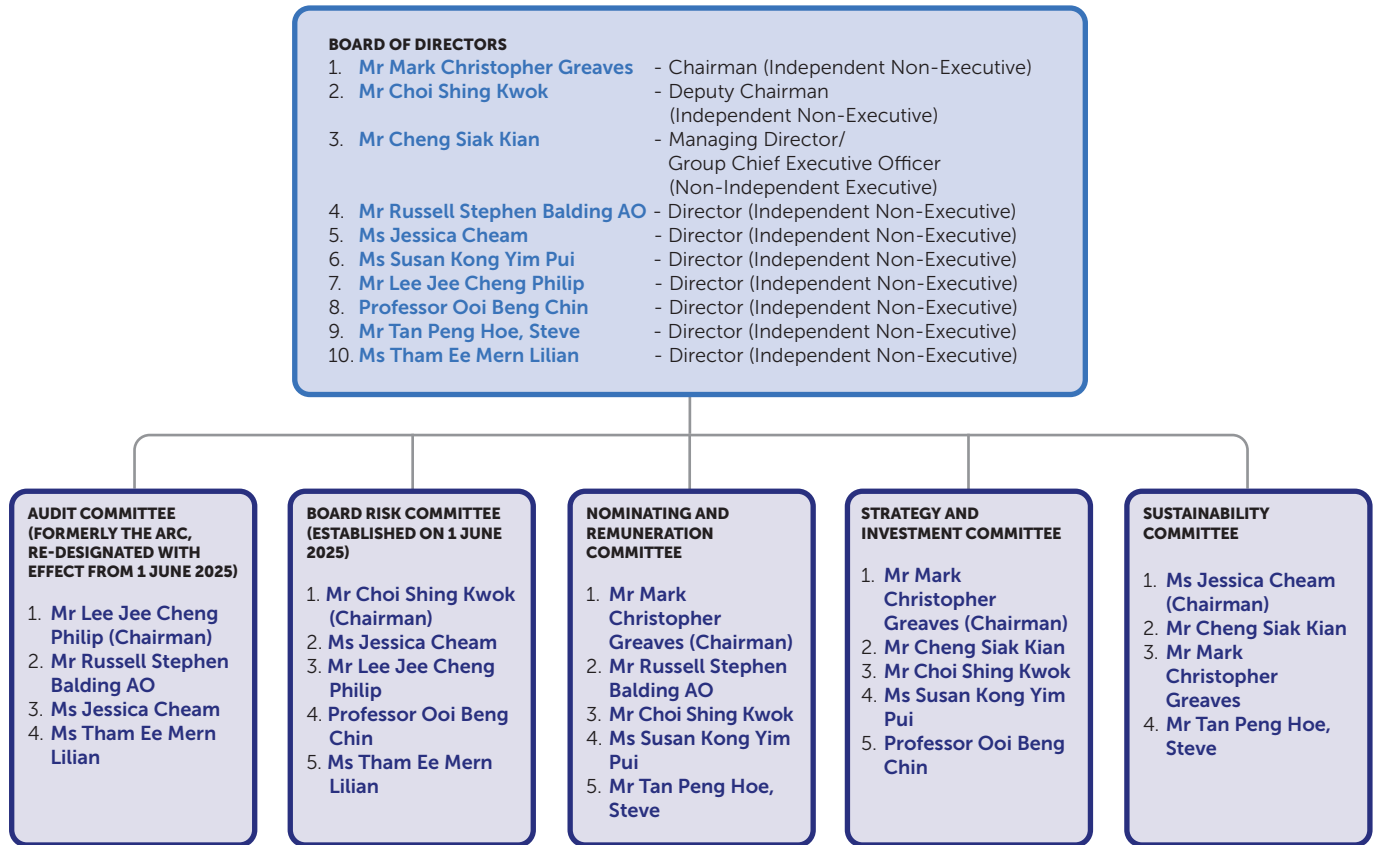 BOARD OF DIRECTORS
1. Mr Mark Christopher Greaves - Chairman (Independent Non-Executive)
2. Mr Choi Shing Kwok - Deputy Chairman
(Independent Non-Executive)
3. Mr Cheng Siak Kian - Managing Director/
Group Chief Executive Officer
(Non-Independent Executive)
4. Mr Russell Stephen Balding AO - Director (Independent Non-Executive)
5. Ms Jessica Cheam - Director (Independent Non-Executive)
6. Ms Susan Kong Yim Pui - Director (Independent Non-Executive)
7. Mr Lee Jee Cheng Philip - Director (Independent Non-Executive)
8. Professor Ooi Beng Chin - Director (Independent Non-Executive)
9. Mr Tan Peng Hoe, Steve - Director (Independent Non-Executive)
10. Ms Tham Ee Mern Lilian - Director (Independent Non-Executive)
AUDIT COMMITTEE
(FORMERLY THE ARC,
RE-DESIGNATED WITH
EFFECT FROM 1 JUNE 2025)
1. Mr Lee Jee Cheng
Philip (Chairman)
2. Mr Russell Stephen
Balding AO
3. Ms Jessica Cheam
4. Ms Tham Ee Mern
Lilian
BOARD RISK COMMITTEE
(ESTABLISHED ON 1 JUNE
2025)
1. Mr Choi Shing Kwok
(Chairman)
2. Ms Jessica Cheam
3. Mr Lee Jee Cheng
Philip
4. Professor Ooi Beng
Chin
5. Ms Tham Ee Mern
Lilian
NOMINATING AND
REMUNERATION
COMMITTEE
1. Mr Mark
Christopher
Greaves (Chairman)
2. Mr Russell Stephen
Balding AO
3. Mr Choi Shing Kwok
4. Ms Susan Kong Yim
Pui
5. Mr Tan Peng Hoe,
Steve
STRATEGY AND
INVESTMENT COMMITTEE
1. Mr Mark
Christopher
Greaves (Chairman)
2. Mr Cheng Siak Kian
3. Mr Choi Shing Kwok
4. Ms Susan Kong Yim
Pui
5. Professor Ooi Beng
Chin
SUSTAINABILITY
COMMITTEE
1. Ms Jessica Cheam
(Chairman)
2. Mr Cheng Siak Kian
3. Mr Mark
Christopher
Greaves
4. Mr Tan Peng Hoe,
Steve